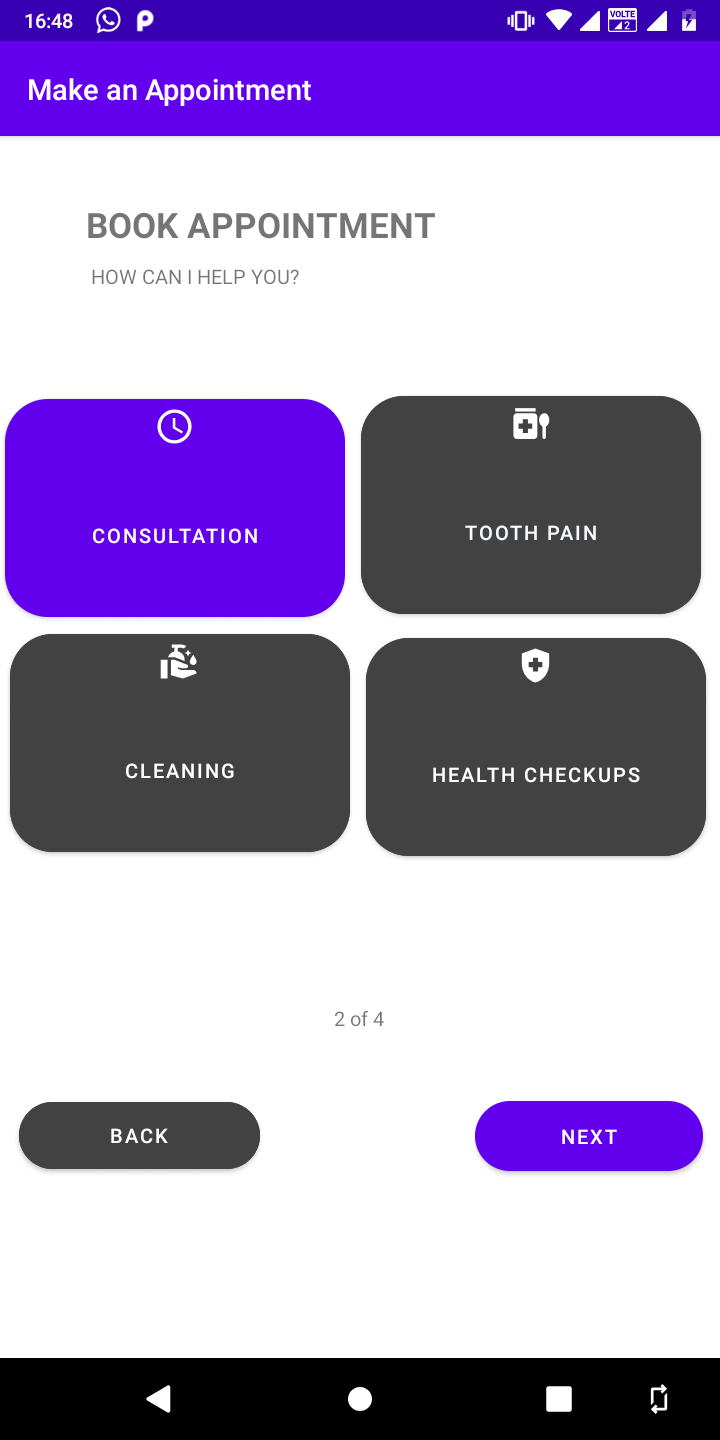 16:48
VOLTE
2
Make an Appointment
BOOK APPOINTMENT
HOW CAN I HELP YOU?
CONSULTATION
TOOTH PAIN
CLEANING
HEALTH CHECKUPS
2 of 4
BACK
NEXT